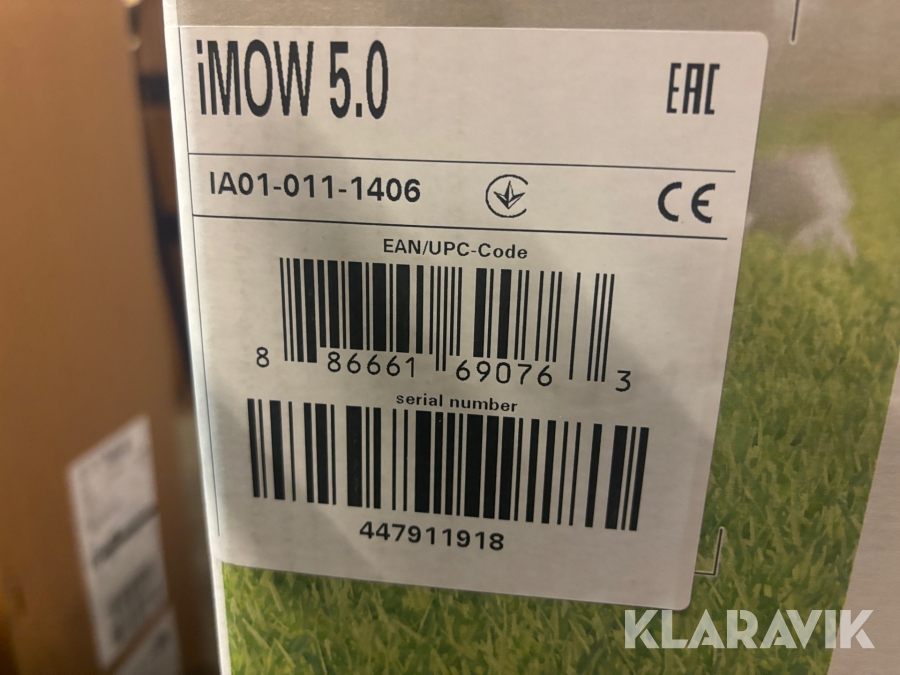 iMOW 5.0
EAC
IA01-011-1406
CE
EAN/UPC-Code
8 86661 69076 3
serial number
447911918
KLARAVIK